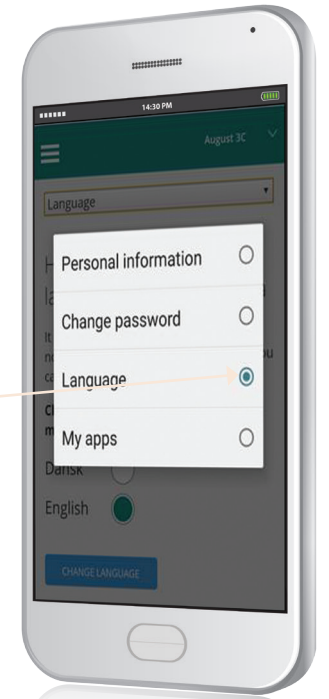 14:30 PM
August 3C
Language
Personal information
Change password
Language
My apps
Dansk
English
CHANGE LANGUAGE